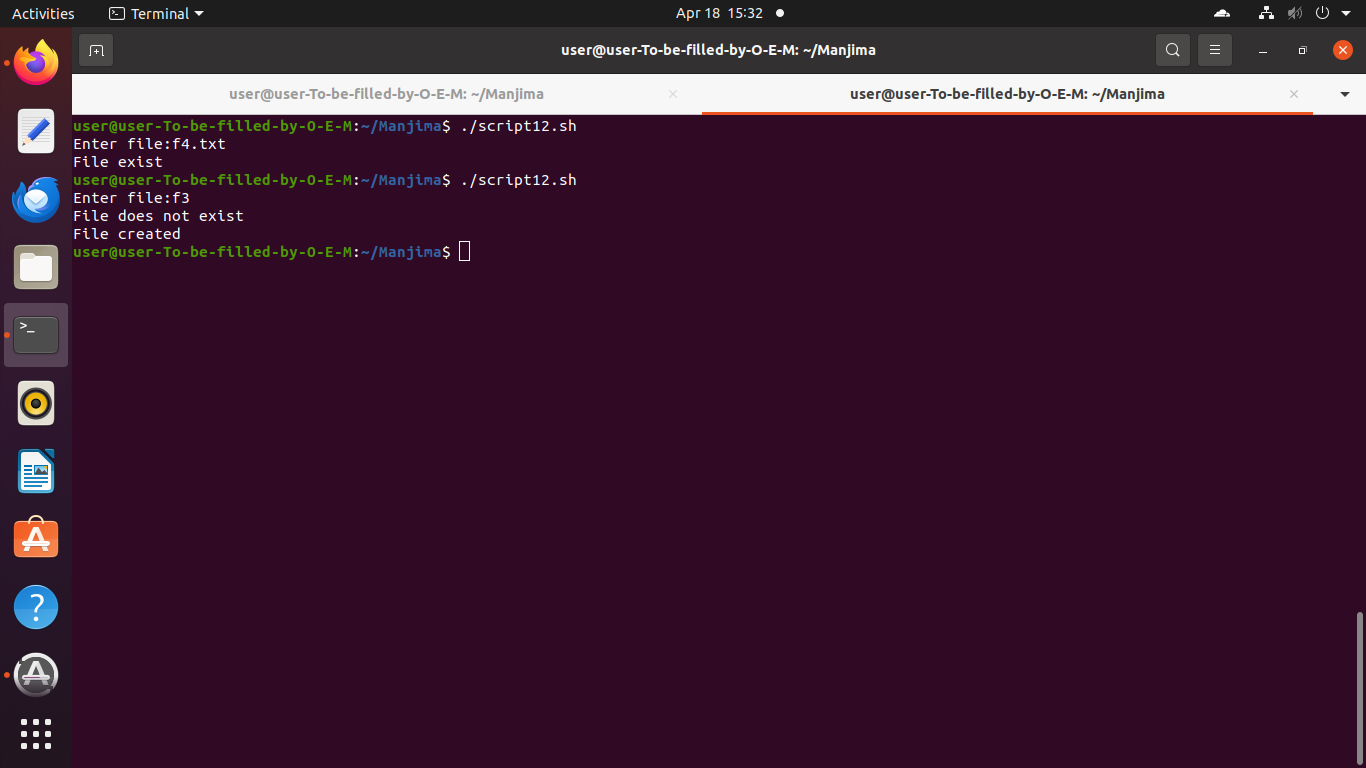 Activities
Terminal
Apr 18 15:32
user@user-To-be-filled-by-O-E-M: ~/Manjima
user@user-To-be-filled-by-O-E-M: ~/Manjima
user@user-To-be-filled-by-O-E-M: ~/Manjima
user@user-To-be-filled-by-O-E-M:~/Manjima$ ./script12.sh
Enter file:f4.txt
File exist
user@user-To-be-filled-by-O-E-M:~/Manjima$ ./script12.sh
Enter file:f3
File does not exist
File created
user@user-To-be-filled-by-O-E-M:~/Manjima$